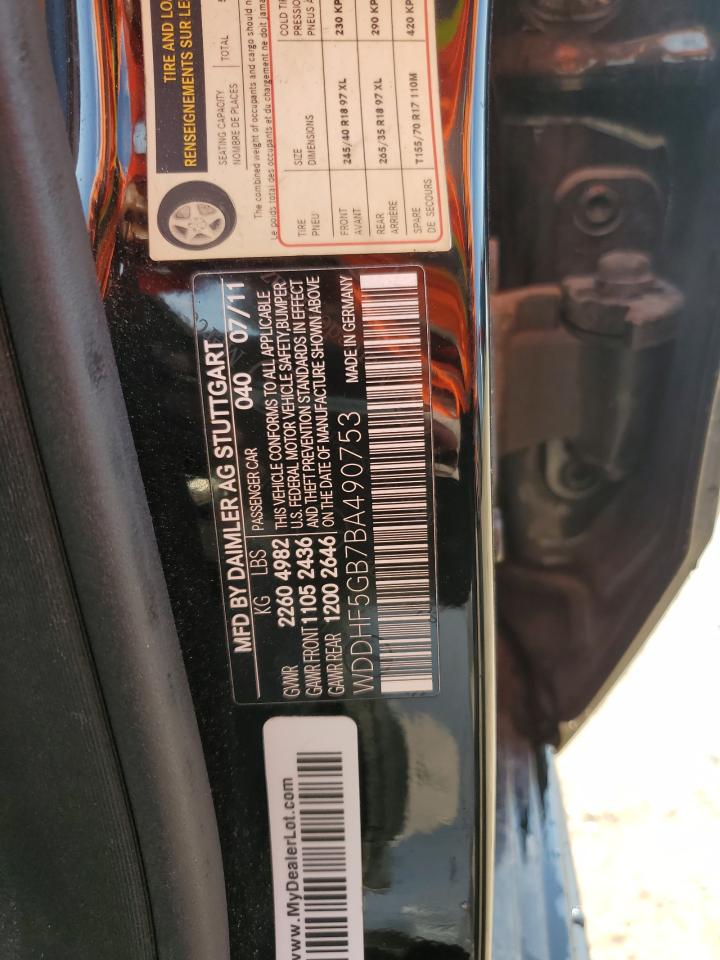 TIRE AND LO
RENSEIGNEMENTS SUR LE
SEATING CAPACITY
NOMBRE DE PLACES
TOTAL
The combined weight of occupants and cargo should n
Le poids total des occupants et du chargement ne doit jamai
TIRE SIZE COLD TI
PNEU DIMENSIONS PRESSION
PNEUS À
FRONT 245/40 R18 97 XL 230 KP
AVANT
REAR 265/35 R18 97 XL 290 KP
ARRIÈRE
SPARE T155/70 R17 110M 420 KP
DE SECOURS
MFD BY DAIMLER AG STUTTGART
KG LBS PASSENGER CAR 040 07/11
GVWR 2260 4982 THIS VEHICLE CONFORMS TO ALL APPLICABLE
U.S. FEDERAL MOTOR VEHICLE SAFETY,BUMPER
GAWR FRONT 1105 2436 AND THEFT PREVENTION STANDARDS IN EFFECT
GAWR REAR 1200 2646 ON THE DATE OF MANUFACTURE SHOWN ABOVE
WDDHF5GB7BA490753 MADE IN GERMANY
www.MyDealerLot.com